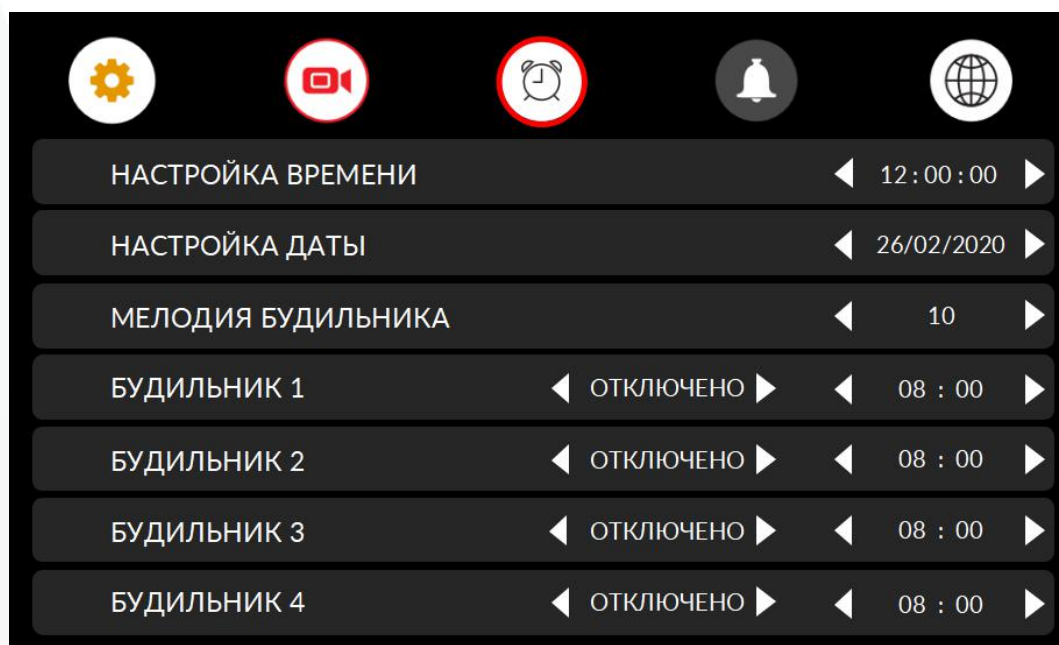 НАСТРОЙКА ВРЕМЕНИ 12:00:00
НАСТРОЙКА ДАТЫ 26/02/2020
МЕЛОДИЯ БУДИЛЬНИКА 10
БУДИЛЬНИК 1 ОТКЛЮЧЕНО 08 : 00
БУДИЛЬНИК 2 ОТКЛЮЧЕНО 08 : 00
БУДИЛЬНИК 3 ОТКЛЮЧЕНО 08 : 00
БУДИЛЬНИК 4 ОТКЛЮЧЕНО 08 : 00